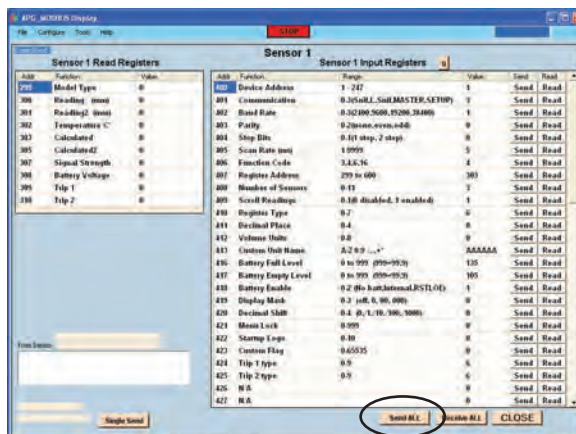 APG_MODBUS Display
File Configure Tools Help
STOP
Sensor 1
Sensor 1 Read Registers
Sensor 1 Input Registers
Addr Function Value
299 Model Type 0
300 Reading (mm) 0
301 Reading2 (mm) 0
302 Temperature C' 0
303 Calculated 0
305 Calculated2 0
307 Signal Strength 0
308 Battery Voltage 0
309 Trip 1 0
310 Trip 2 0
Addr Function Range Value Send Read
400 Device Address 1 - 247 1 Send Read
401 Communication Send Read
402 Baud Rate Send Read
403 Parity 0-2(none,even,odd) 0 Send Read
404 Stop Bits 0-1(1 stop, 2 stop) 0 Send Read
405 Scan Rate (ms) 1-9999 5 Send Read
406 Function Code 3,4,6,16 4 Send Read
407 Register Address 299 to 600 303 Send Read
408 Number of Sensors Send Read
409 Scroll Readings 0-1(0 disabled, 1 enabled) 1 Send Read
410 Register Type 0-7 6 Send Read
411 Decimal Place 0-4 0 Send Read
412 Volume Units 0-8 0 Send Read
413 Custom Unit Name AAAAAA Send Read
416 Battery Full Level 0 to 999 (999=99.9) 135 Send Read
417 Battery Empty Level 0 to 999 (999=99.9) 105 Send Read
418 Battery Enable 1 Send Read
419 Display Mask 0-3 (off, 0, 00, 000) 0 Send Read
420 Decimal Shift 0 Send Read
421 Menu Lock 0-999 0 Send Read
422 Startup Logo 0-10 0 Send Read
423 Custom Flag 0-65535 0 Send Read
424 Trip 1 type 0-9 6 Send Read
425 Trip 2 type 0-9 6 Send Read
426 N A 0 Send Read
427 N A 0 Send Read
From Sensor
Single Send
Send ALL
Receive ALL
CLOSE